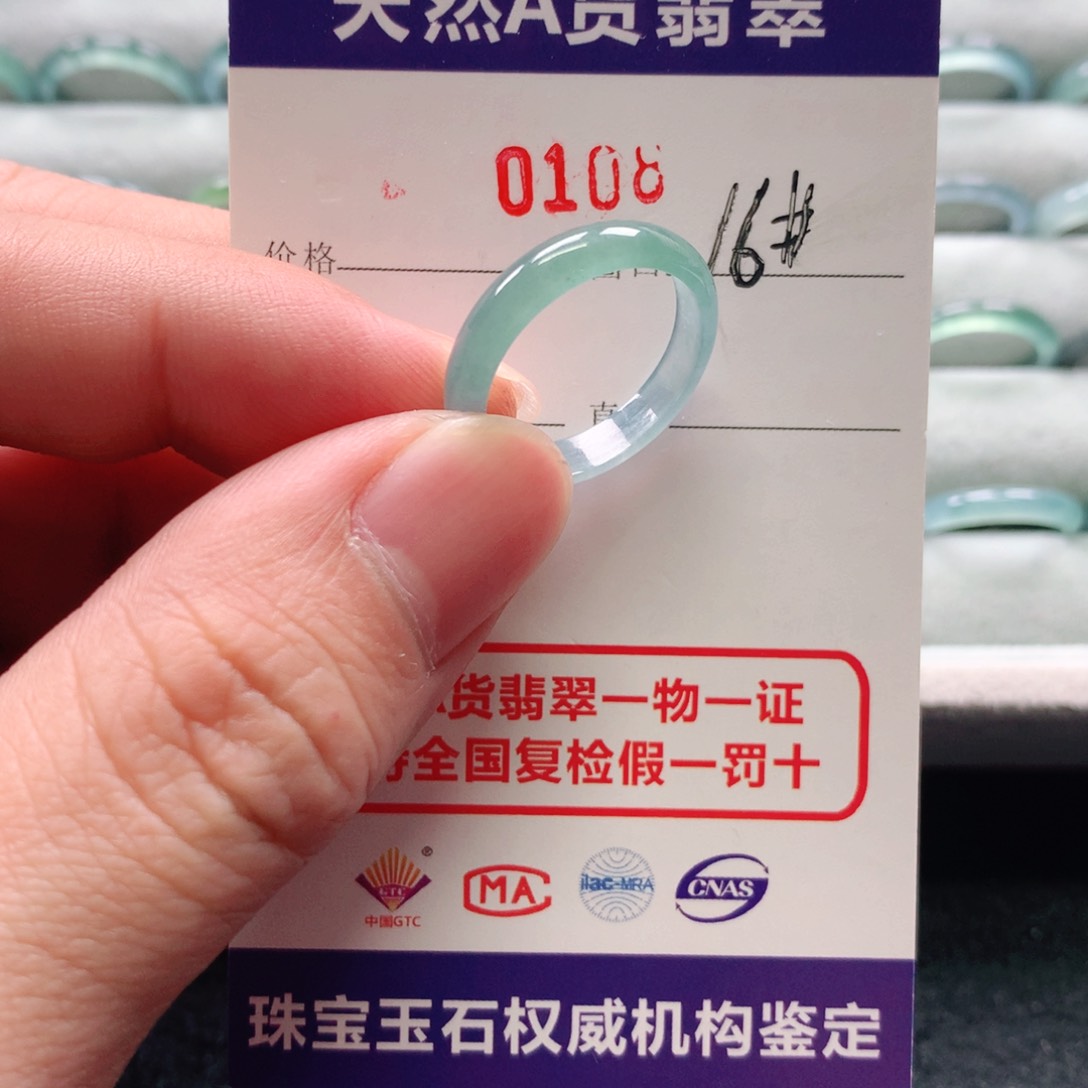 天然A货翡翠
0108
16#
价格
直
货翡翠一物一证
持全国复检假一罚十
GTC
®
中国GTC
MA
ilac-MRA
CNAS
珠宝玉石权威机构鉴定